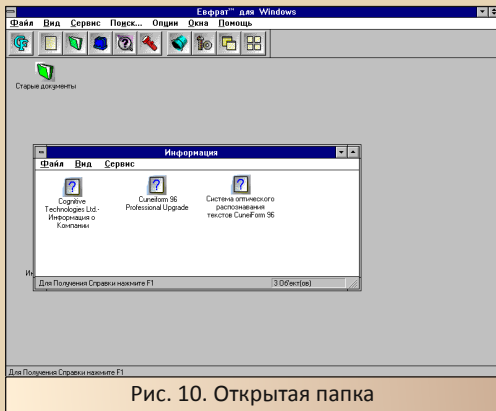 Евфрат™ для Windows
Файл Вид Сервис Поиск... Опции Окна Помощь
Старые документы
Информация
Файл Вид Сервис
Cognitive
Technologies Ltd.-
Информация о
Компании
Cuneiform 96
Professional Upgrade
Система оптического
распознавания
текстов CuneiForm 96
Ин
Для Получения Справки нажмите F1
3 Объект(ов)
Для Получения Справки нажмите F1
Рис. 10. Открытая папка